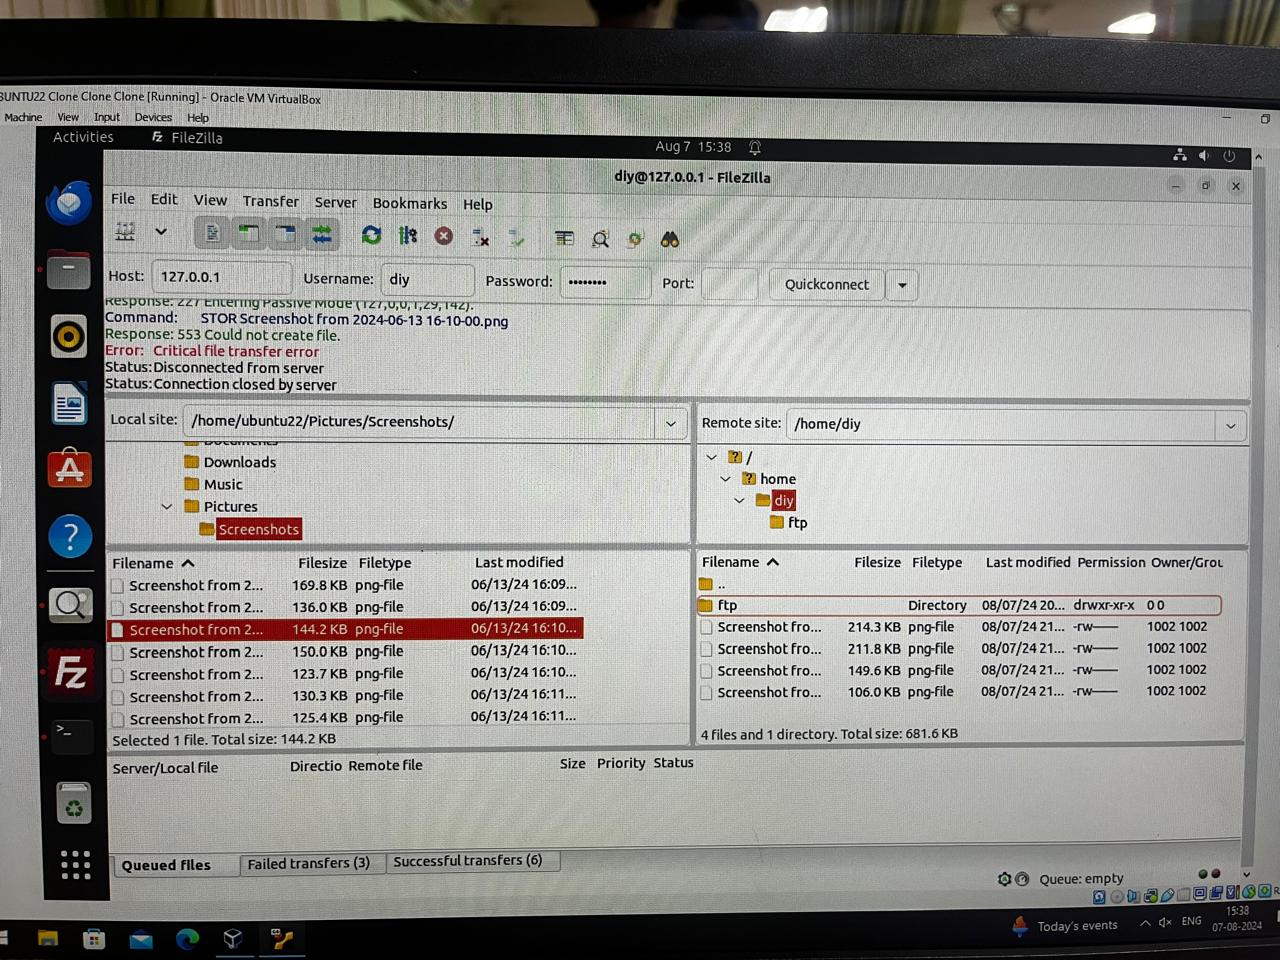 BUNTU22 Clone Clone Clone [Running] - Oracle VM VirtualBox
Machine View Input Devices Help
Activities FileZilla Aug 7 15:38
diy@127.0.0.1 - FileZilla
File Edit View Transfer Server Bookmarks Help
Host: 127.0.0.1 Username: diy Password: •••••••• Port: Quickconnect
Response: 227 Entering Passive Mode (127,0,0,1,29,142).
Command: STOR Screenshot from 2024-06-13 16-10-00.png
Response: 553 Could not create file.
Error: Critical file transfer error
Status: Disconnected from server
Status: Connection closed by server
Local site: /home/ubuntu22/Pictures/Screenshots/
Documents
Downloads
Music
Pictures
Screenshots
Remote site: /home/diy
/
home
diy
ftp
Filename Filesize Filetype Last modified
Screenshot from 2... 169.8 KB png-file 06/13/24 16:09...
Screenshot from 2... 136.0 KB png-file 06/13/24 16:09...
Screenshot from 2... 144.2 KB png-file 06/13/24 16:10...
Screenshot from 2... 150.0 KB png-file 06/13/24 16:10...
Screenshot from 2... 123.7 KB png-file 06/13/24 16:10...
Screenshot from 2... 130.3 KB png-file 06/13/24 16:11...
Screenshot from 2... 125.4 KB png-file 06/13/24 16:11...
Selected 1 file. Total size: 144.2 KB
Filename Filesize Filetype Last modified Permission Owner/Grou
..
ftp Directory 08/07/24 20... drwxr-xr-x 0 0
Screenshot fro... 214.3 KB png-file 08/07/24 21... -rw------- 1002 1002
Screenshot fro... 211.8 KB png-file 08/07/24 21... -rw------- 1002 1002
Screenshot fro... 149.6 KB png-file 08/07/24 21... -rw------- 1002 1002
Screenshot fro... 106.0 KB png-file 08/07/24 21... -rw------- 1002 1002
4 files and 1 directory. Total size: 681.6 KB
Server/Local file Directio Remote file Size Priority Status
Queued files Failed transfers (3) Successful transfers (6)
Queue: empty
Today's events ENG 15:38
07-08-2024